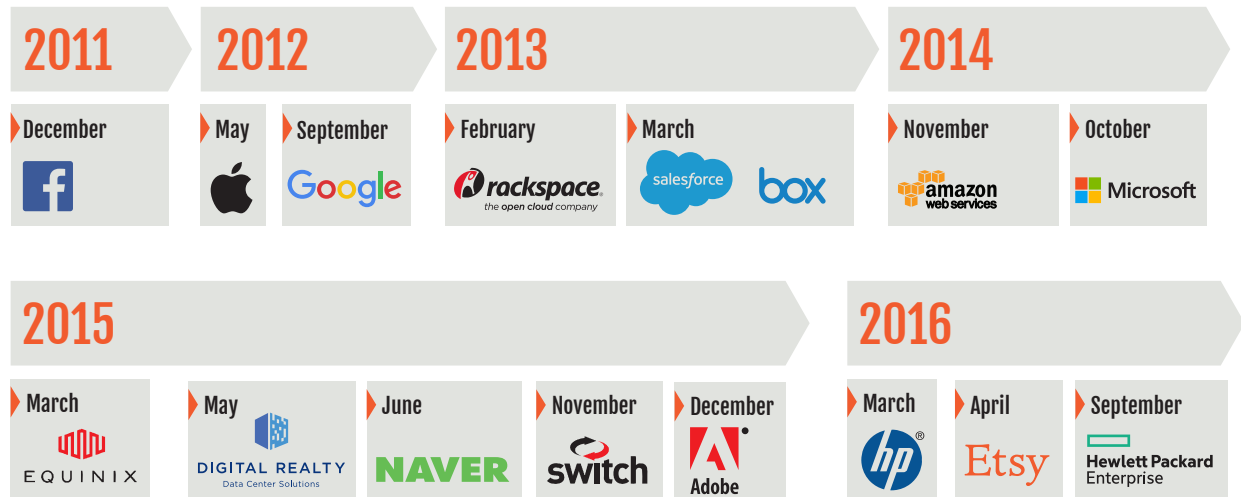 2011
2012
2013
2014
December
May
September
February
March
November
October
Google
rackspace.
the open cloud company
salesforce
box
amazon
web services
Microsoft
2015
2016
March
May
June
November
December
March
April
September
EQUINIX
DIGITAL REALTY
Data Center Solutions
NAVER
switch
Adobe
hp®
Etsy
Hewlett Packard
Enterprise